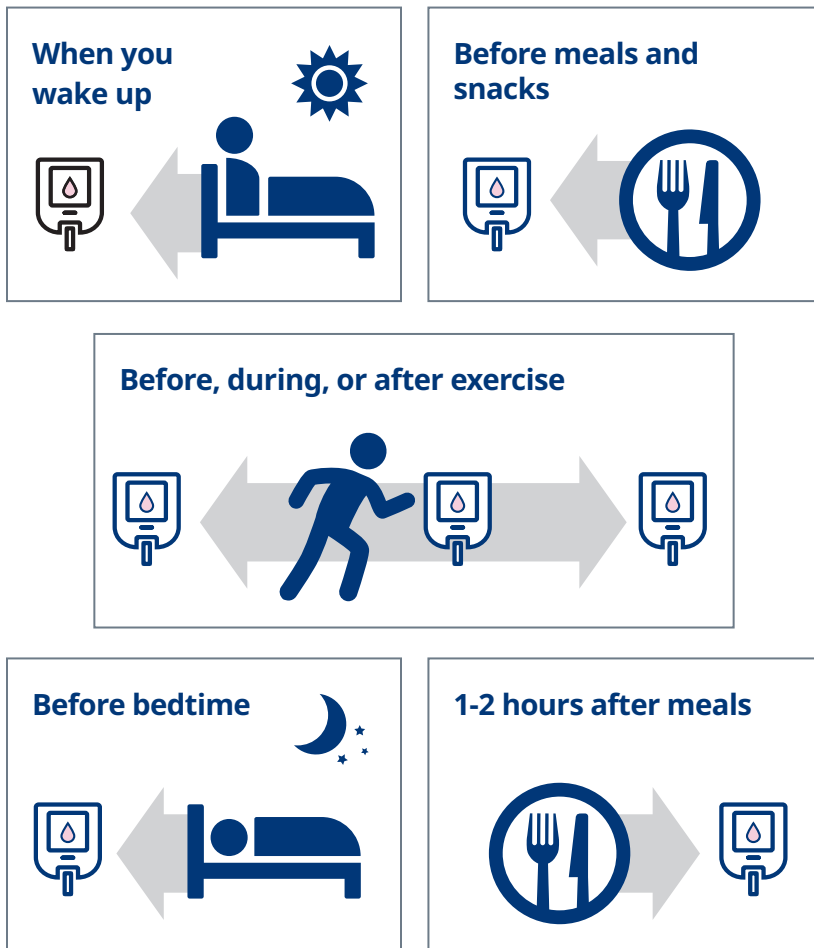 When you
wake up
Before meals and
snacks
Before, during, or after exercise
Before bedtime
1-2 hours after meals